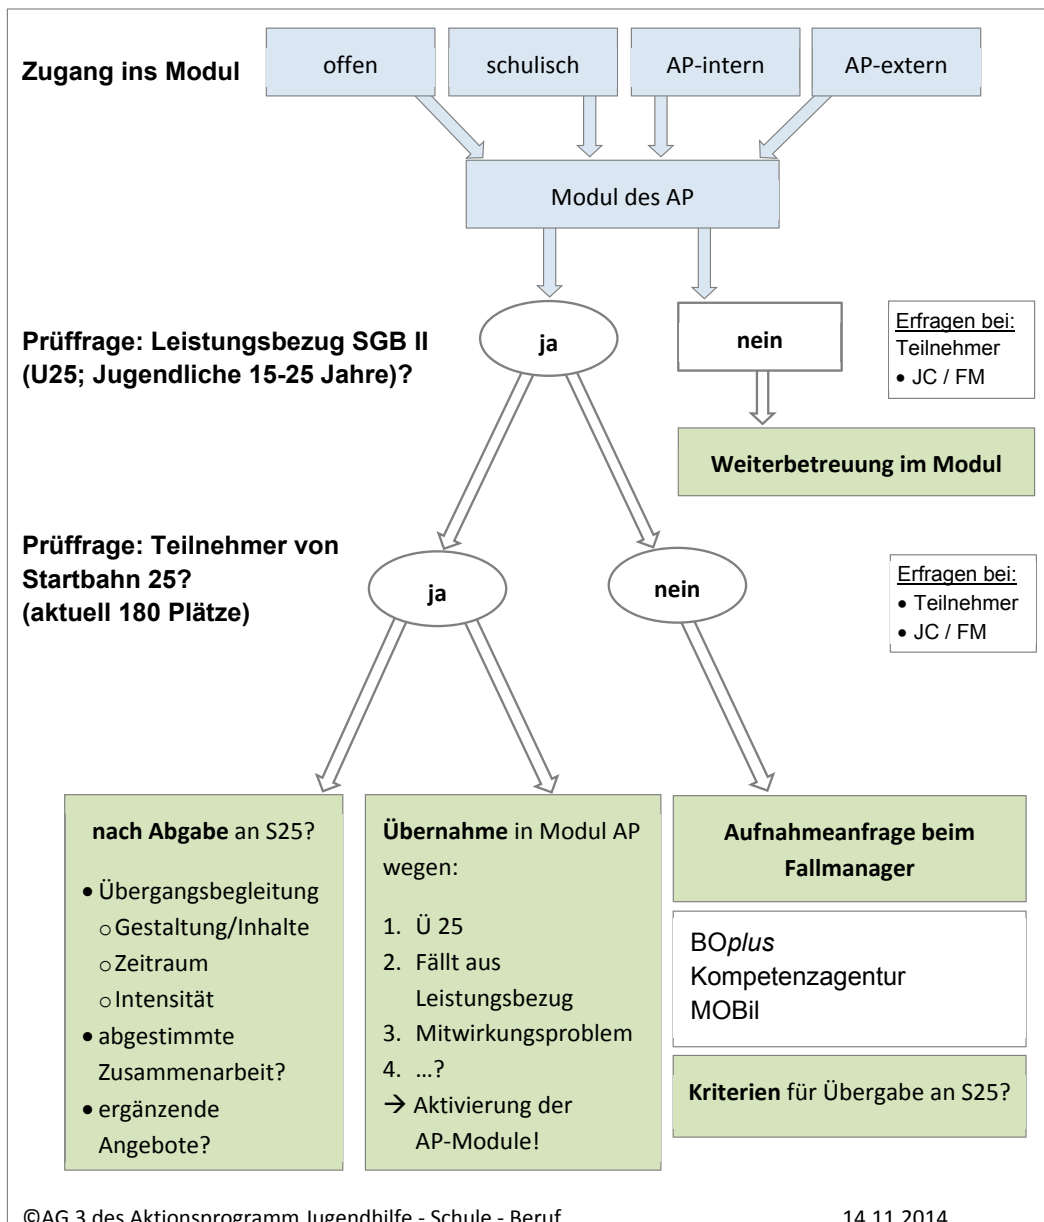 Zugang ins Modul
offen
schulisch
AP-intern
AP-extern
Modul des AP
Prüffrage: Leistungsbezug SGB II
(U25; Jugendliche 15-25 Jahre)?
ja
nein
Erfragen bei:
Teilnehmer
• JC / FM
Weiterbetreuung im Modul
Prüffrage: Teilnehmer von
Startbahn 25?
(aktuell 180 Plätze)
ja
nein
Erfragen bei:
• Teilnehmer
• JC / FM
nach Abgabe an S25?
• Übergangsbegleitung
o Gestaltung/Inhalte
o Zeitraum
o Intensität
• abgestimmte
Zusammenarbeit?
• ergänzende
Angebote?
Übernahme in Modul AP
wegen:
1. Ü 25
2. Fällt aus
Leistungsbezug
3. Mitwirkungsproblem
4. …?
→ Aktivierung der
AP-Module!
Aufnahmeanfrage beim
Fallmanager
BOplus
Kompetenzagentur
MOBil
Kriterien für Übergabe an S25?
©AG 3 des Aktionsprogramm Jugendhilfe - Schule - Beruf 14.11.2014